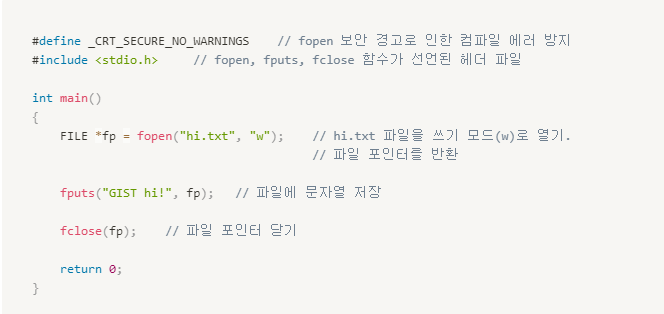 #define _CRT_SECURE_NO_WARNINGS    // fopen 보안 경고로 인한 컴파일 에러 방지
#include <stdio.h>     // fopen, fputs, fclose 함수가 선언된 헤더 파일
int main()
{
    FILE *fp = fopen("hi.txt", "w");    // hi.txt 파일을 쓰기 모드(w)로 열기.
                                        // 파일 포인터를 반환
    fputs("GIST hi!", fp);   // 파일에 문자열 저장
    fclose(fp);    // 파일 포인터 닫기
    return 0;
}